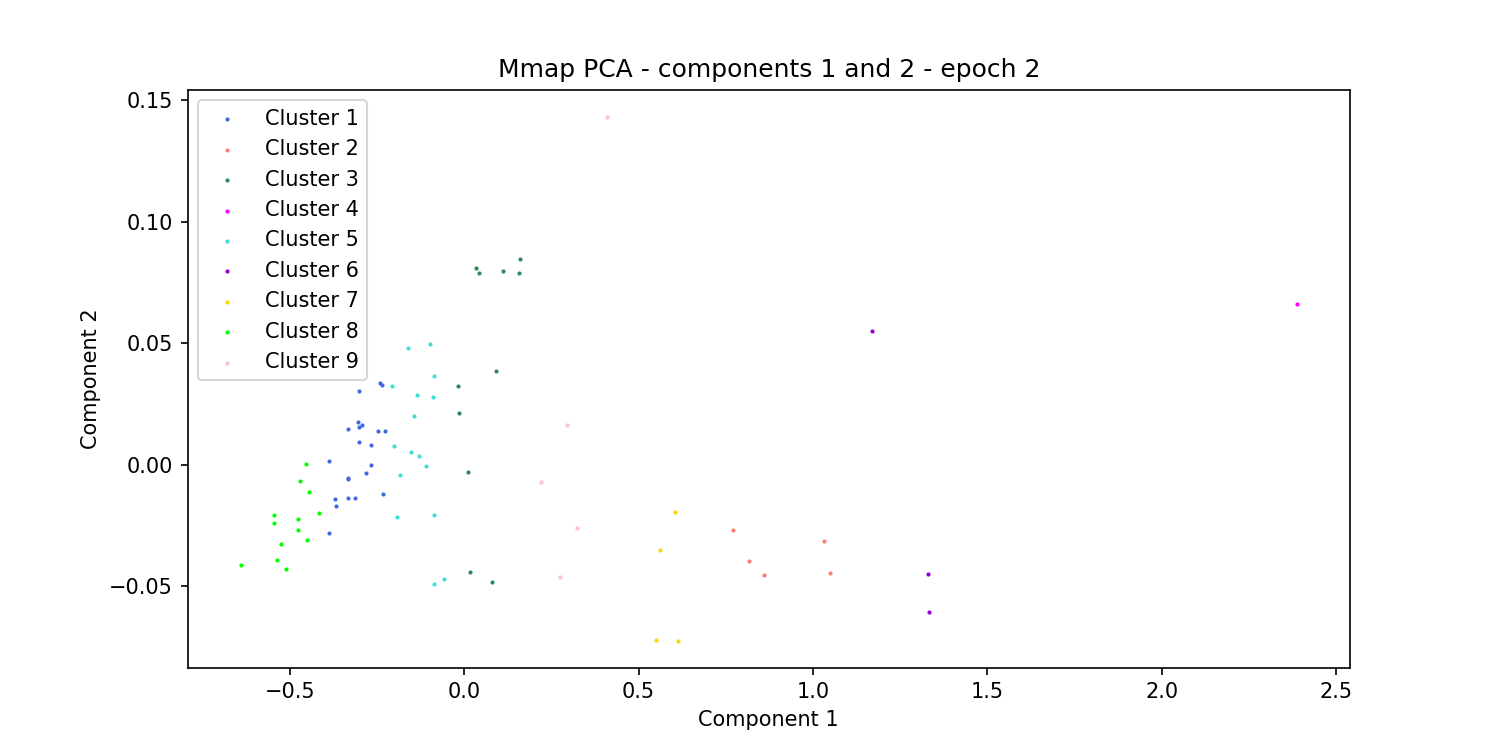 Mmap PCA - components 1 and 2 - epoch 2
0.15
0.10
0.05
0.00
−0.05
Component 2
Cluster 1
Cluster 2
Cluster 3
Cluster 4
Cluster 5
Cluster 6
Cluster 7
Cluster 8
Cluster 9
−0.5 0.0 0.5 1.0 1.5 2.0 2.5
Component 1